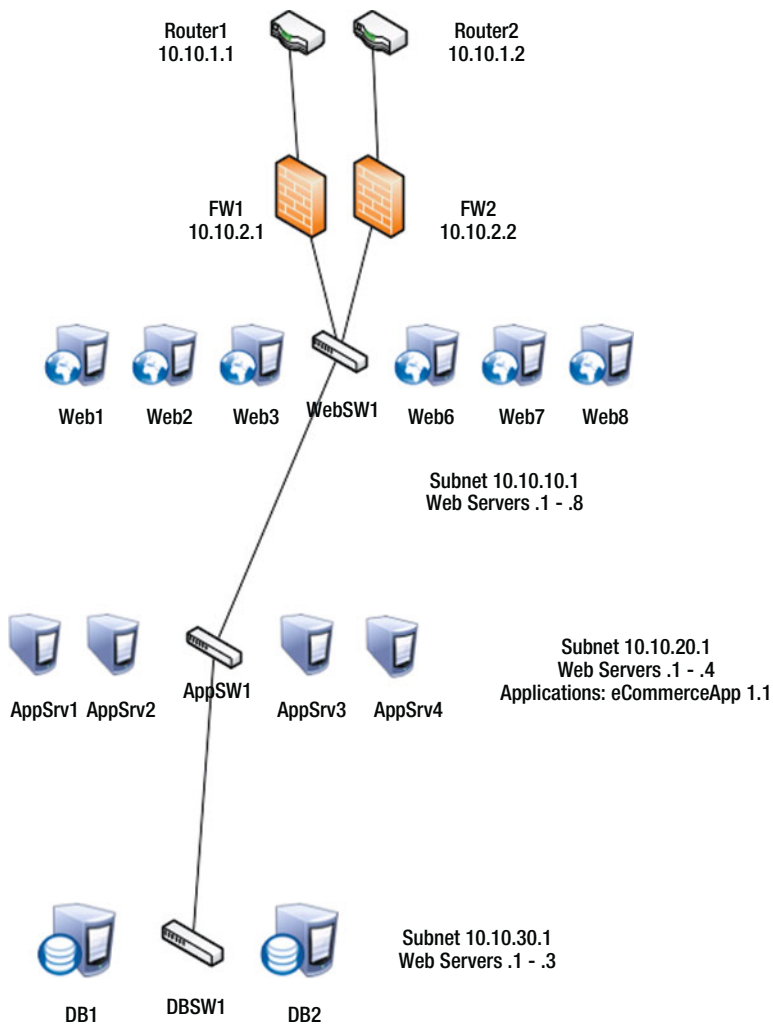 Router1
10.10.1.1
Router2
10.10.1.2
FW1
10.10.2.1
FW2
10.10.2.2
Web1
Web2
Web3
WebSW1
Web6
Web7
Web8
Subnet 10.10.10.1
Web Servers .1 - .8
AppSrv1
AppSrv2
AppSW1
AppSrv3
AppSrv4
Subnet 10.10.20.1
Web Servers .1 - .4
Applications: eCommerceApp 1.1
DB1
DBSW1
DB2
Subnet 10.10.30.1
Web Servers .1 - .3